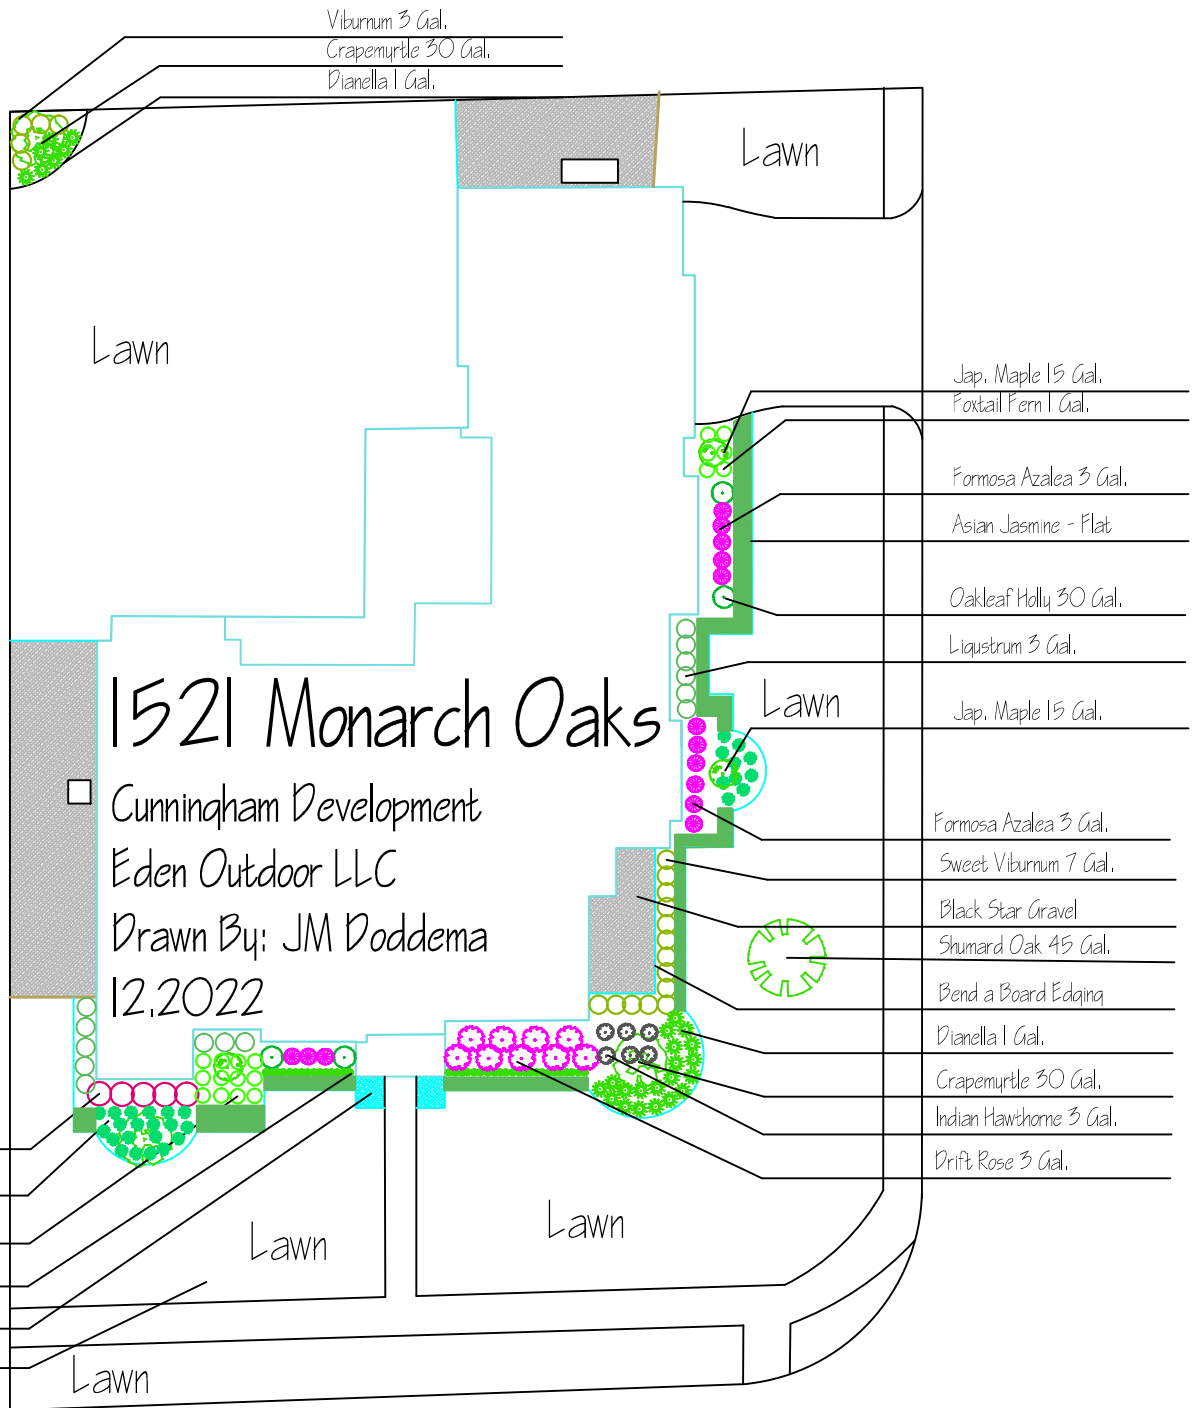 Viburnum 3 Gal.
Crapemyrtle 30 Gal.
Dianella 1 Gal.
Lawn
Lawn
Jap. Maple 15 Gal.
Foxtail Fern 1 Gal.
Formosa Azalea 3 Gal.
Asian Jasmine - Flat
Oakleaf Holly 30 Gal.
Liqustrum 3 Gal.
Lawn
Jap. Maple 15 Gal.
1521 Monarch Oaks
Cunningham Development
Eden Outdoor LLC
Drawn By: JM Doddema
12.2022
Formosa Azalea 3 Gal.
Sweet Viburnum 7 Gal.
Black Star Gravel
Shumard Oak 45 Gal.
Bend a Board Edging
Dianella 1 Gal.
Crapemyrtle 30 Gal.
Indian Hawthorne 3 Gal.
Drift Rose 3 Gal.
Lawn
Lawn
Lawn